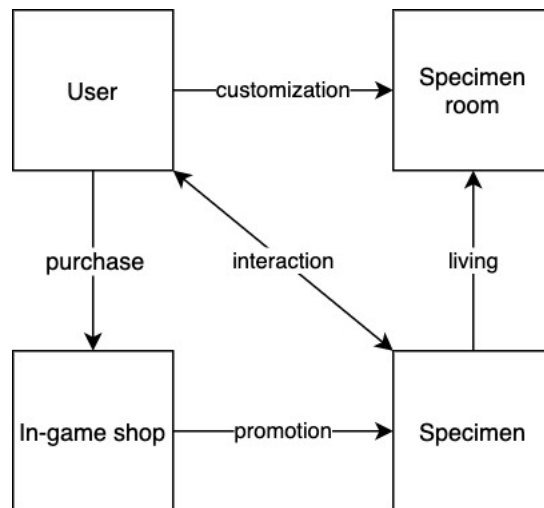 User
customization
Specimen
room
purchase
interaction
living
In-game shop
promotion
Specimen